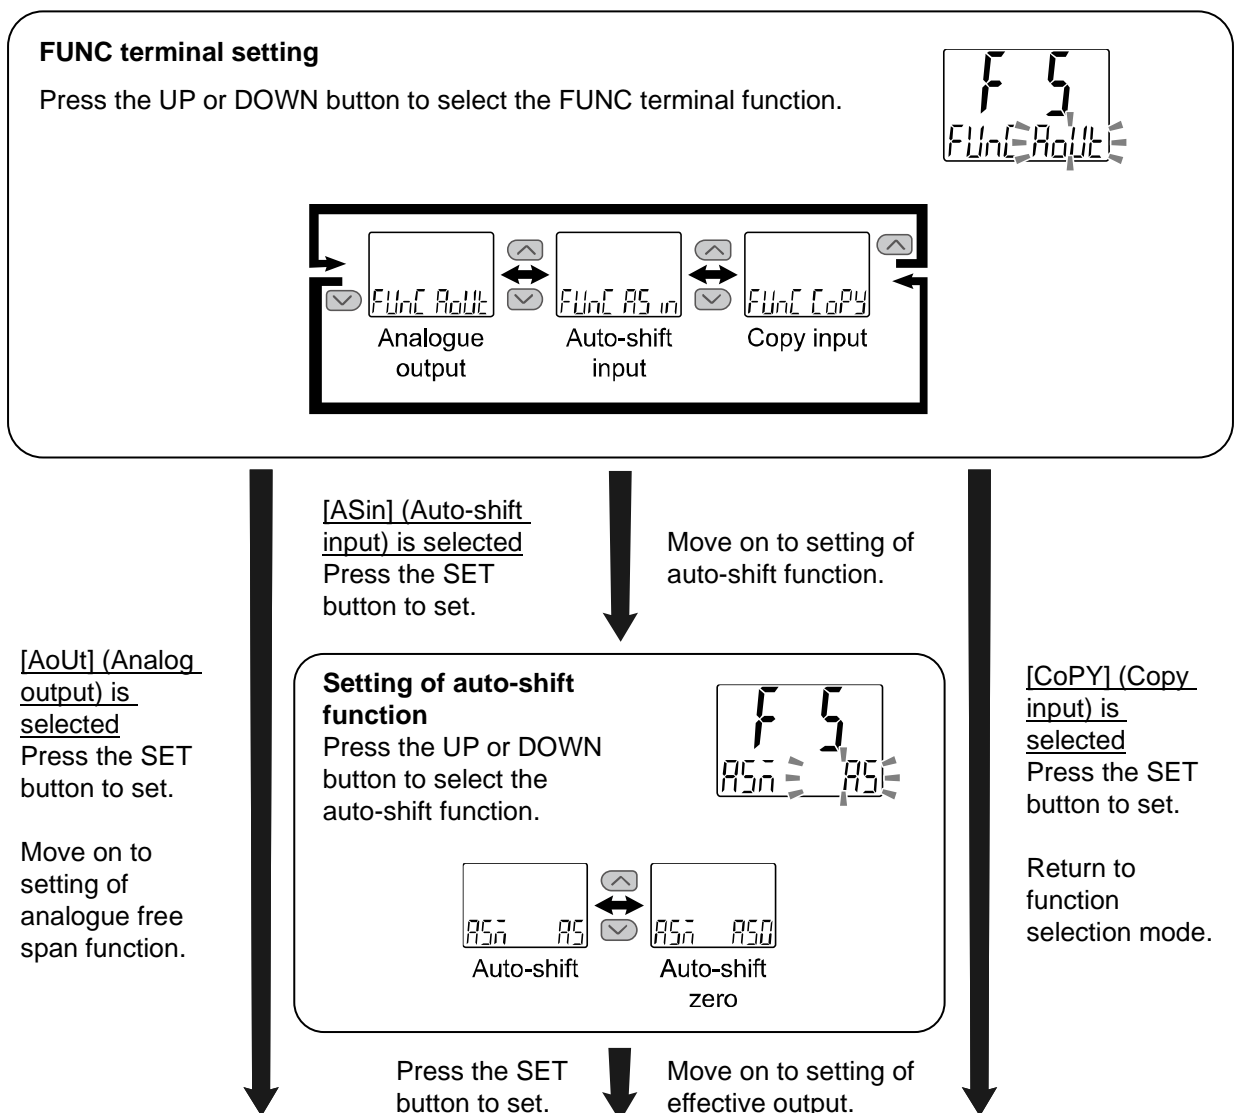 FUNC terminal setting
Press the UP or DOWN button to select the FUNC terminal function.
F 5
FUnC AoUt
FUnC AoUt
FUnC AS in
FUnC CoPY
Analogue
output
Auto-shift
input
Copy input
[ASin] (Auto-shift
input) is selected
Press the SET
button to set.
Move on to setting of
auto-shift function.
[AoUt] (Analog
output) is
selected
Press the SET
button to set.
Move on to
setting of
analogue free
span function.
Setting of auto-shift
function
Press the UP or DOWN
button to select the
auto-shift function.
F 5
ASm AS
ASm AS
ASm AS0
Auto-shift
Auto-shift
zero
[CoPY] (Copy
input) is
selected
Press the SET
button to set.
Return to
function
selection mode.
Press the SET
button to set.
Move on to setting of
effective output.